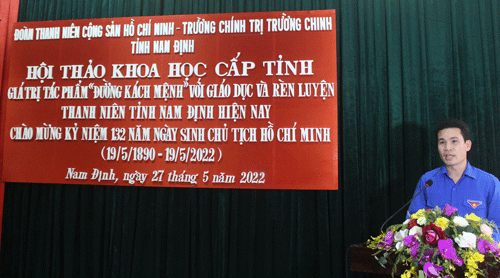 ĐOÀN THANH NIÊN CỘNG SẢN HỒ CHÍ MINH - TRƯỜNG CHÍNH TRỊ TRƯỜNG CHINH
TỈNH NAM ĐỊNH
HỘI THẢO KHOA HỌC CẤP TỈNH
GIÁ TRỊ TÁC PHẨM "ĐƯỜNG KÁCH MỆNH" VỚI GIÁO DỤC VÀ RÈN LUYỆN
THANH NIÊN TỈNH NAM ĐỊNH HIỆN NAY
CHÀO MỪNG KỶ NIỆM 132 NĂM NGÀY SINH CHỦ TỊCH HỒ CHÍ MINH
(19/5/1890 - 19/5/2022)
Nam Định, ngày 27 tháng 5 năm 2022